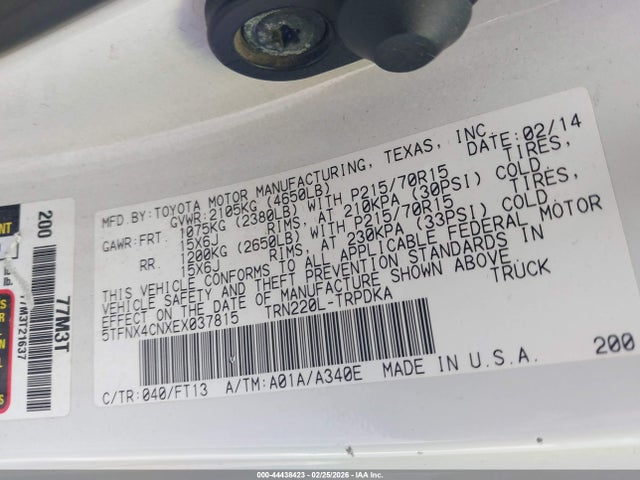 MFD BY:TOYOTA MOTOR MANUFACTURING, TEXAS, INC. DATE:02/14
GVWR:2105KG (4650LB)
GAWR:FRT. 1075KG (2380LB) WITH P215/70R15 TIRES,
15X6J RIMS, AT 210KPA (30PSI) COLD.
RR. 1200KG (2650LB) WITH P215/70R15 TIRES,
15X6J RIMS, AT 230KPA (33PSI) COLD.
THIS VEHICLE CONFORMS TO ALL APPLICABLE FEDERAL MOTOR
VEHICLE SAFETY AND THEFT PREVENTION STANDARDS IN
EFFECT ON THE DATE OF MANUFACTURE SHOWN ABOVE.
5TFNX4CNXEX037815 TRN220L-TRPDKA TRUCK
C/TR:040/FT13 A/TM:A01A/A340E MADE IN U.S.A. 200
200
77M3T
77M3T21637
000-44438423 - 02/25/2026 - IAA Inc.